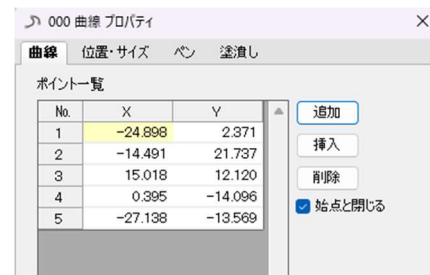 000 曲線 プロパティ
曲線 位置・サイズ ペン 塗潰し
ポイント一覧
No. X Y
1 -24.898 2.371
2 -14.491 21.737
3 15.018 12.120
4 0.395 -14.096
5 -27.138 -13.569
追加
挿入
削除
始点と閉じる